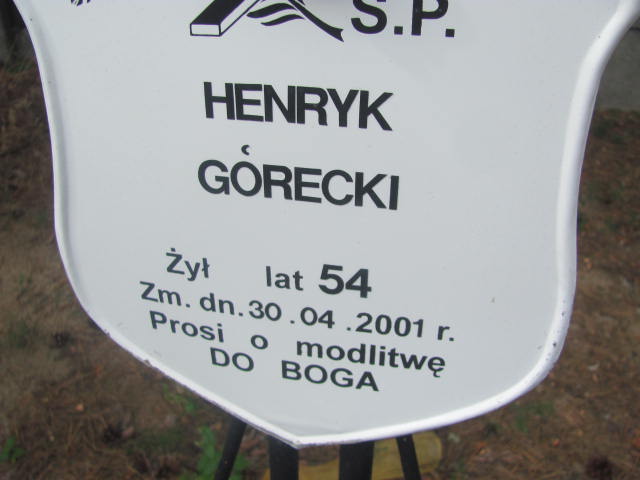 Ś.P.
HENRYK
GÓRECKI
Żył lat 54
Zm. dn. 30.04.2001 r.
Prosi o modlitwę
DO BOGA